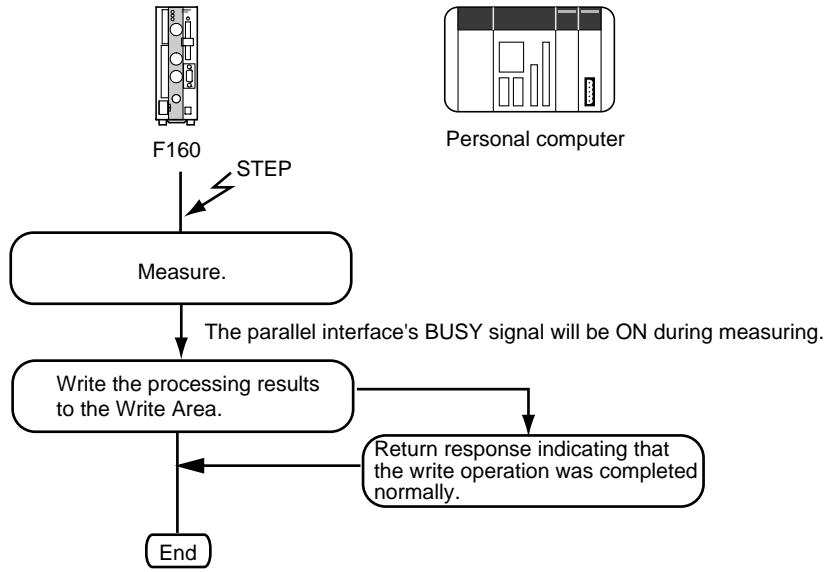 F160
Personal computer
STEP
Measure.
The parallel interface's BUSY signal will be ON during measuring.
Write the processing results
to the Write Area.
Return response indicating that
the write operation was completed
normally.
End